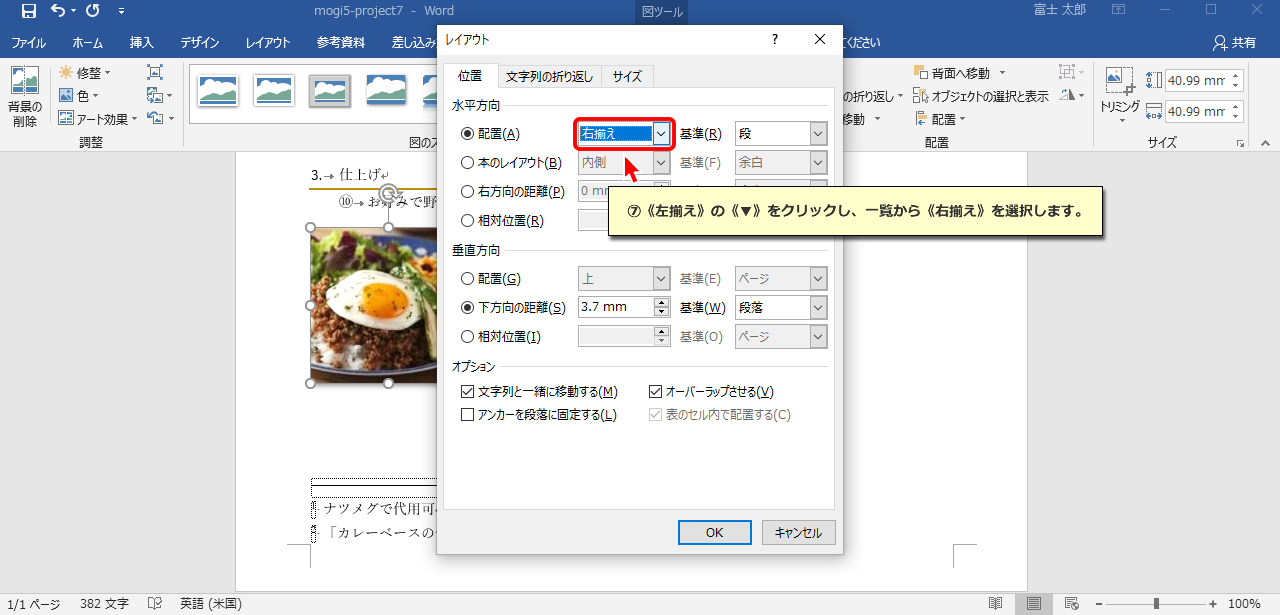 mogi5-project7 - Word
図ツール
富士 太郎
ファイル ホーム 挿入 デザイン レイアウト 参考資料 差し込み
ください
共有
背景の
削除
修整
色
アート効果
調整
図のス
の折り返し
移動
背面へ移動
オブジェクトの選択と表示
配置
配置
トリミング
40.99 mm
40.99 mm
サイズ
3.→ 仕上げ
⑩→ お好みで野
ナツメグで代用可
「カレーベースの
レイアウト
?
位置 文字列の折り返し サイズ
水平方向
配置(A) 右揃え 基準(R) 段
本のレイアウト(B) 内側 基準(F) 余白
右方向の距離(P) 0 mm
相対位置(R)
⑦《左揃え》の《▼》をクリックし、一覧から《右揃え》を選択します。
垂直方向
配置(G) 上 基準(E) ページ
下方向の距離(S) 3.7 mm 基準(W) 段落
相対位置(I) 基準(O) ページ
オプション
文字列と一緒に移動する(M) オーバーラップさせる(V)
アンカーを段落に固定する(L) 表のセル内で配置する(C)
OK キャンセル
1/1 ページ 382 文字 英語 (米国)
100%